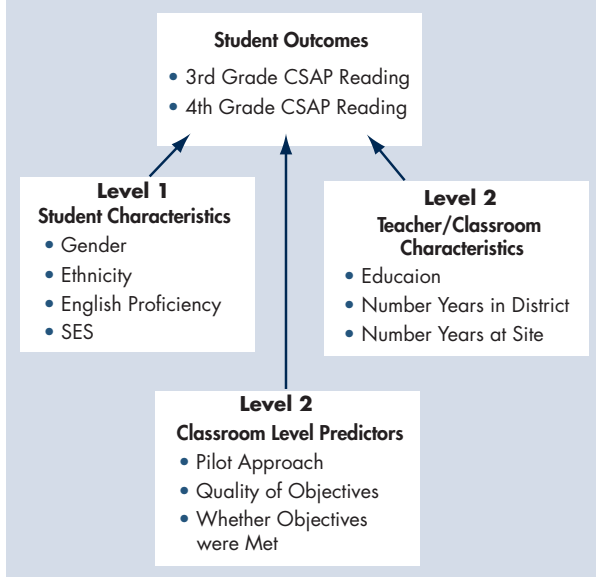 Student Outcomes
• 3rd Grade CSAP Reading
• 4th Grade CSAP Reading
Level 1
Student Characteristics
• Gender
• Ethnicity
• English Proficiency
• SES
Level 2
Teacher/Classroom
Characteristics
• Educaion
• Number Years in District
• Number Years at Site
Level 2
Classroom Level Predictors
• Pilot Approach
• Quality of Objectives
• Whether Objectives
were Met